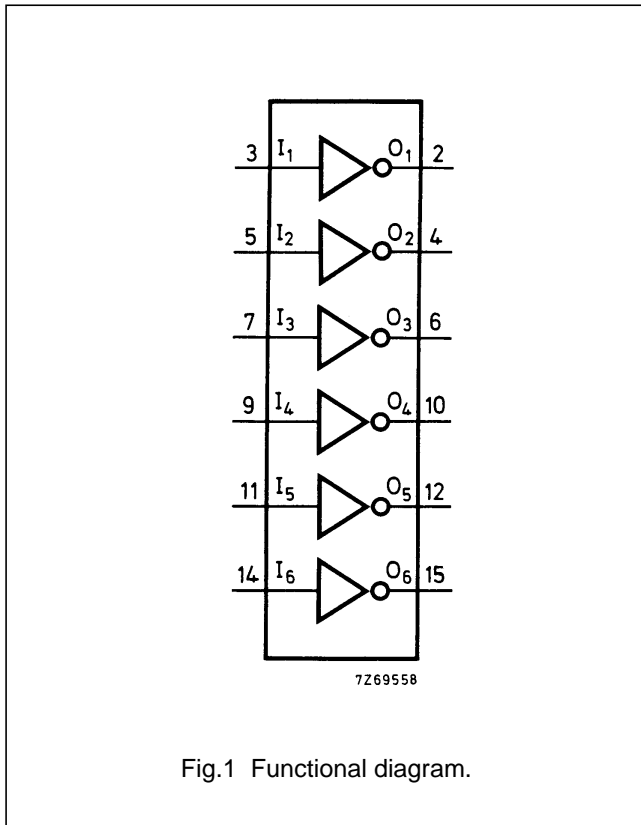 3 I₁ O₁ 2
5 I₂ O₂ 4
7 I₃ O₃ 6
9 I₄ O₄ 10
11 I₅ O₅ 12
14 I₆ O₆ 15
7Z69558
Fig.1 Functional diagram.